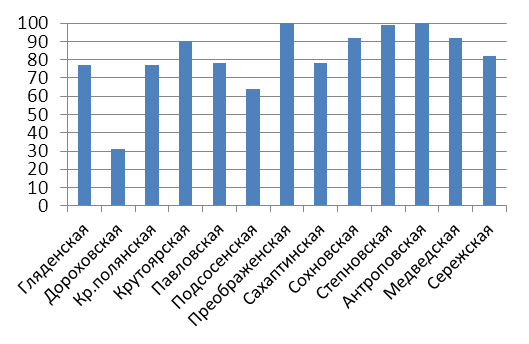 100
90
80
70
60
50
40
30
20
10
0
Гляденская
Дороховская
Кр.полянская
Крутоярская
Павловская
Подсосенская
Преображенская
Сахаптинская
Сохновская
Степновская
Антроповская
Медведская
Сережская